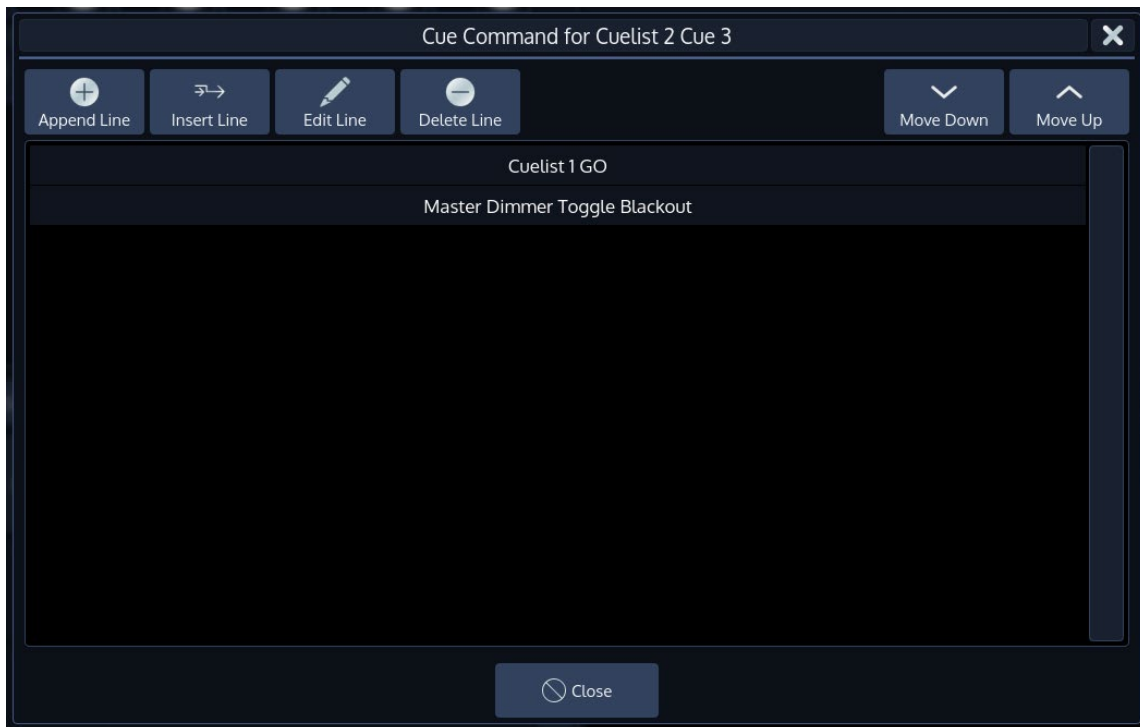 Cue Command for Cuelist 2 Cue 3
Append Line
Insert Line
Edit Line
Delete Line
Move Down
Move Up
Cuelist 1 GO
Master Dimmer Toggle Blackout
Close